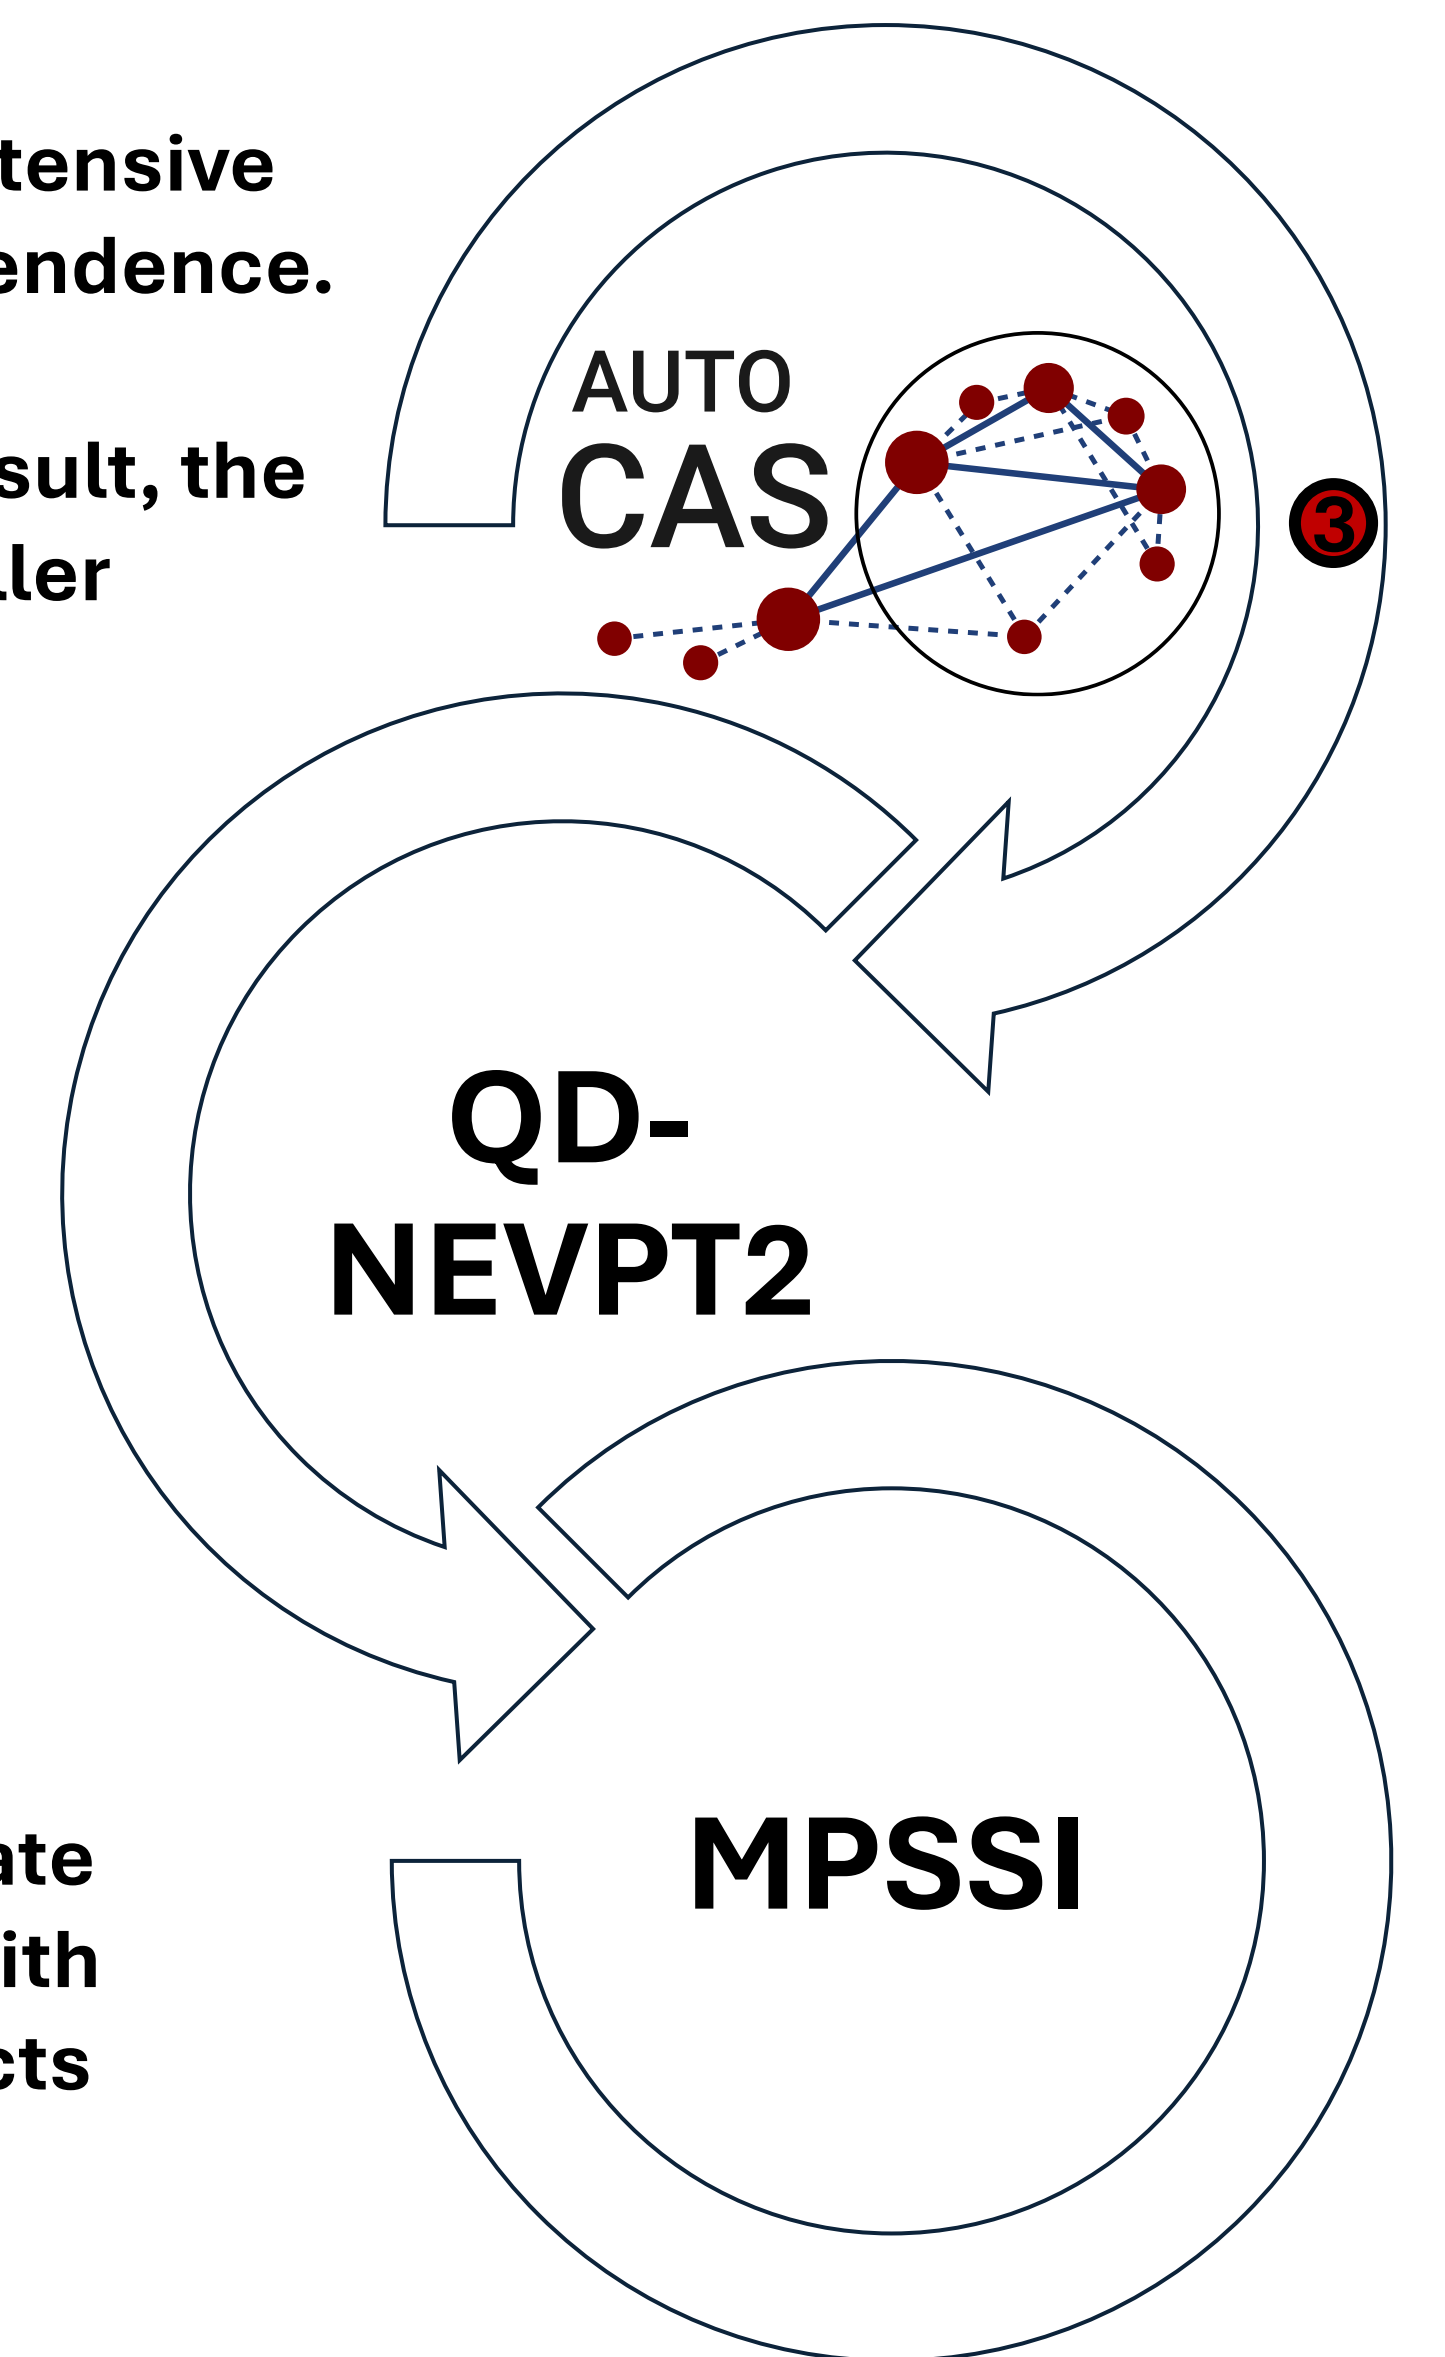 tensive
endence.
sult, the
ller
AUTO
CAS
3
QD-
NEVPT2
MPSSI
ate
ith
cts